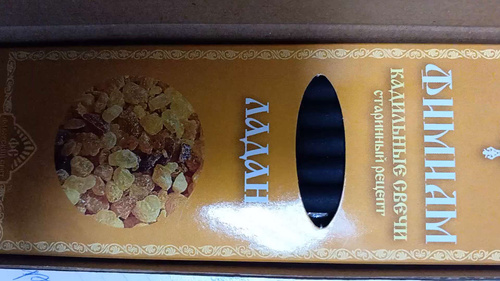 ФИМИАМ
КАДИЛЬНЫЕ СВЕЧИ
СТАРИННЫЙ РЕЦЕПТ
ЛАДАН